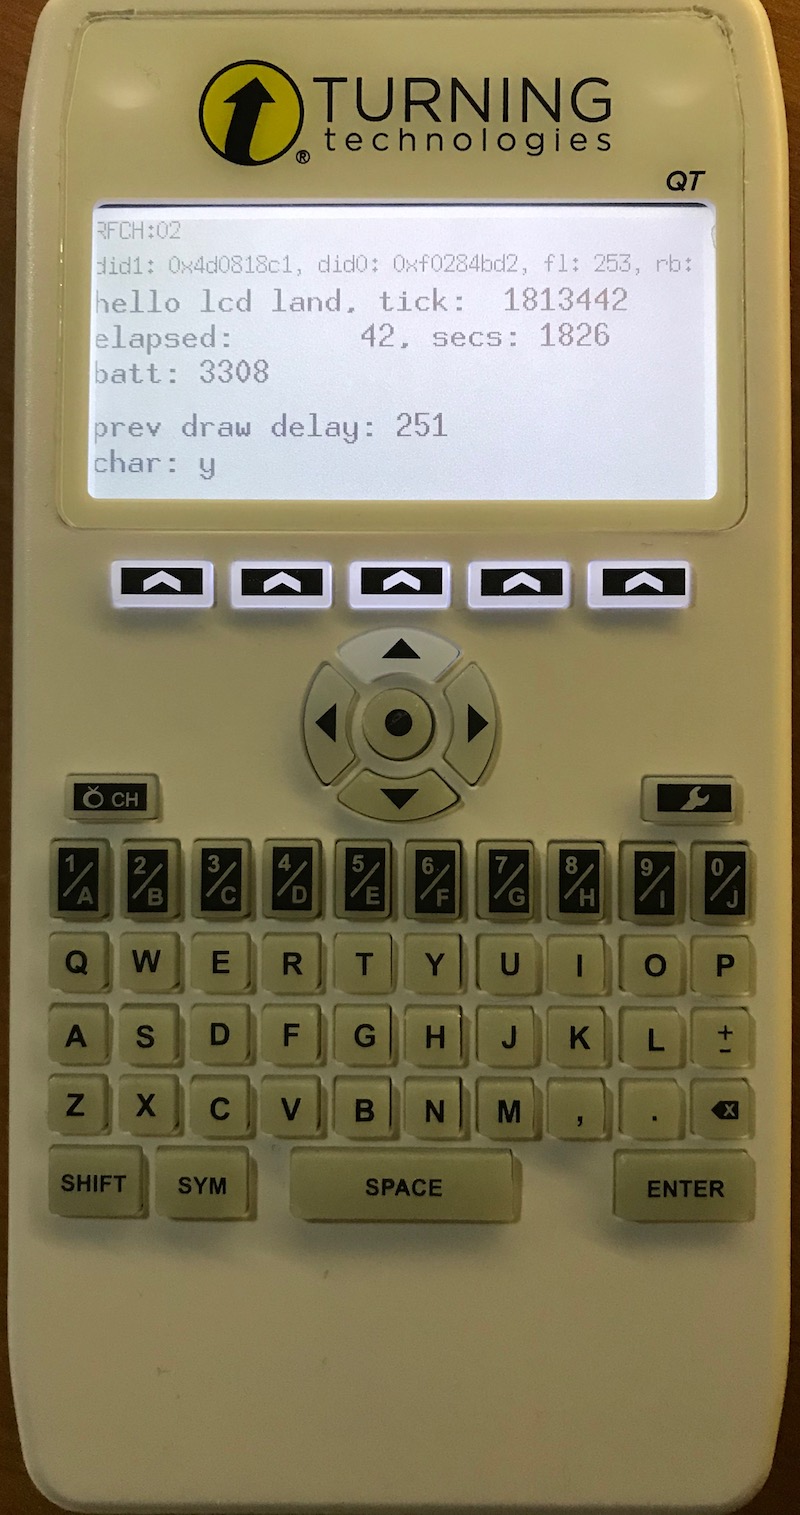 TURNING
technologies
®
QT
RFCH:02
did1: 0x4d0818c1, did0: 0xf0284bd2, fl: 253, rb:
hello lcd land, tick: 1813442
elapsed: 42, secs: 1826
batt: 3308
prev draw delay: 251
char: y
CH
1/A 2/B 3/C 4/D 5/E 6/F 7/G 8/H 9/I 0/J
Q W E R T Y U I O P
A S D F G H J K L +-
Z X C V B N M , . X
SHIFT SYM SPACE ENTER